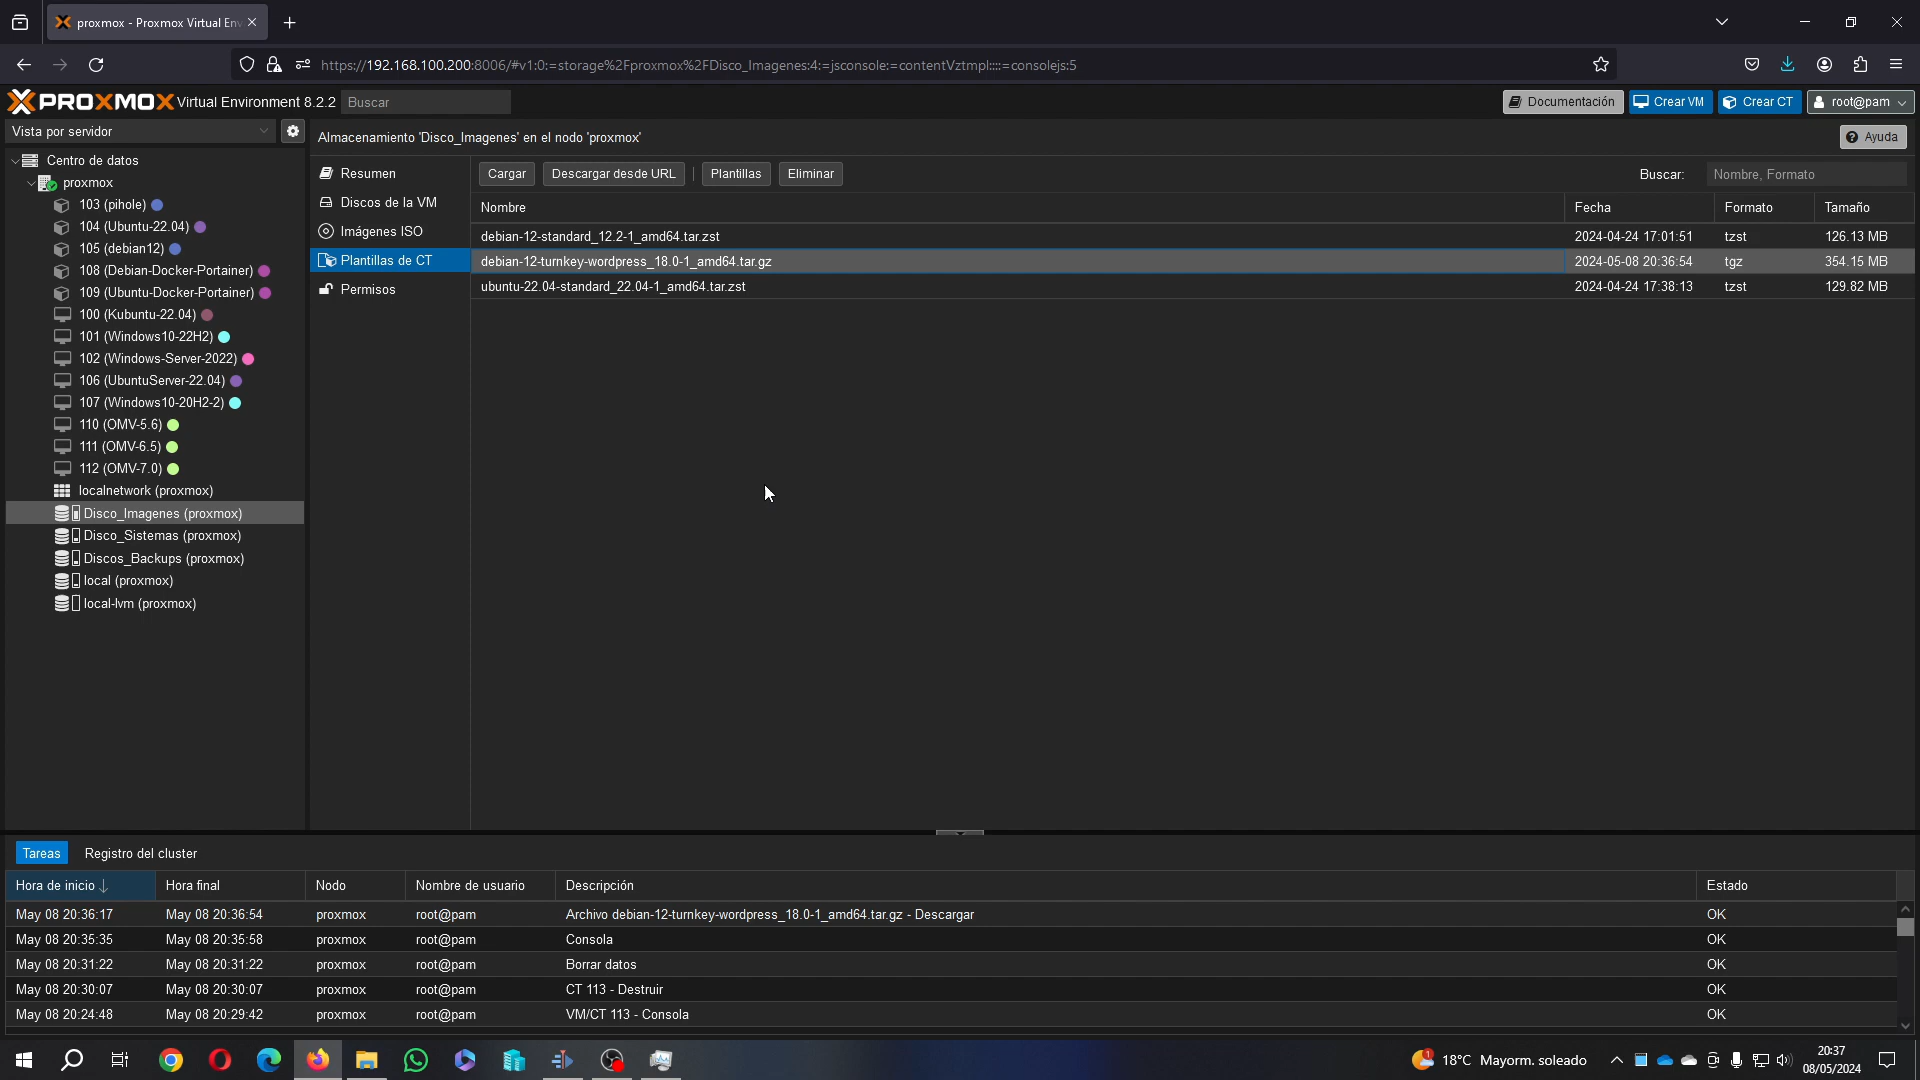 proxmox - Proxmox Virtual En
https://192.168.100.200:8006/#v1:0:=storage%2Fproxmox%2FDisco_Imagenes:4:=jsconsole:=contentVztmpl::::=consolejs:5
PROXMOX Virtual Environment 8.2.2 Buscar
Documentación Crear VM Crear CT root@pam
Vista por servidor
Almacenamiento 'Disco_Imagenes' en el nodo 'proxmox'
Ayuda
Centro de datos
proxmox
103 (pihole)
104 (Ubuntu-22.04)
105 (debian12)
108 (Debian-Docker-Portainer)
109 (Ubuntu-Docker-Portainer)
100 (Kubuntu-22.04)
101 (Windows10-22H2)
102 (Windows-Server-2022)
106 (UbuntuServer-22.04)
107 (Windows10-20H2-2)
110 (OMV-5.6)
111 (OMV-6.5)
112 (OMV-7.0)
localnetwork (proxmox)
Disco_Imagenes (proxmox)
Disco_Sistemas (proxmox)
Discos_Backups (proxmox)
local (proxmox)
local-lvm (proxmox)
Resumen
Discos de la VM
Imágenes ISO
Plantillas de CT
Permisos
Cargar Descargar desde URL Plantillas Eliminar Buscar: Nombre, Formato
Nombre Fecha Formato Tamaño
debian-12-standard_12.2-1_amd64.tar.zst 2024-04-24 17:01:51 tzst 126.13 MB
debian-12-turnkey-wordpress_18.0-1_amd64.tar.gz 2024-05-08 20:36:54 tgz 354.15 MB
ubuntu-22.04-standard_22.04-1_amd64.tar.zst 2024-04-24 17:38:13 tzst 129.82 MB
Tareas Registro del cluster
Hora de inicio Hora final Nodo Nombre de usuario Descripción Estado
May 08 20:36:17 May 08 20:36:54 proxmox root@pam Archivo debian-12-turnkey-wordpress_18.0-1_amd64.tar.gz - Descargar OK
May 08 20:35:35 May 08 20:35:58 proxmox root@pam Consola OK
May 08 20:31:22 May 08 20:31:22 proxmox root@pam Borrar datos OK
May 08 20:30:07 May 08 20:30:07 proxmox root@pam CT 113 - Destruir OK
May 08 20:24:48 May 08 20:29:42 proxmox root@pam VM/CT 113 - Consola OK
1
18°C Mayorm. soleado
20:37
08/05/2024